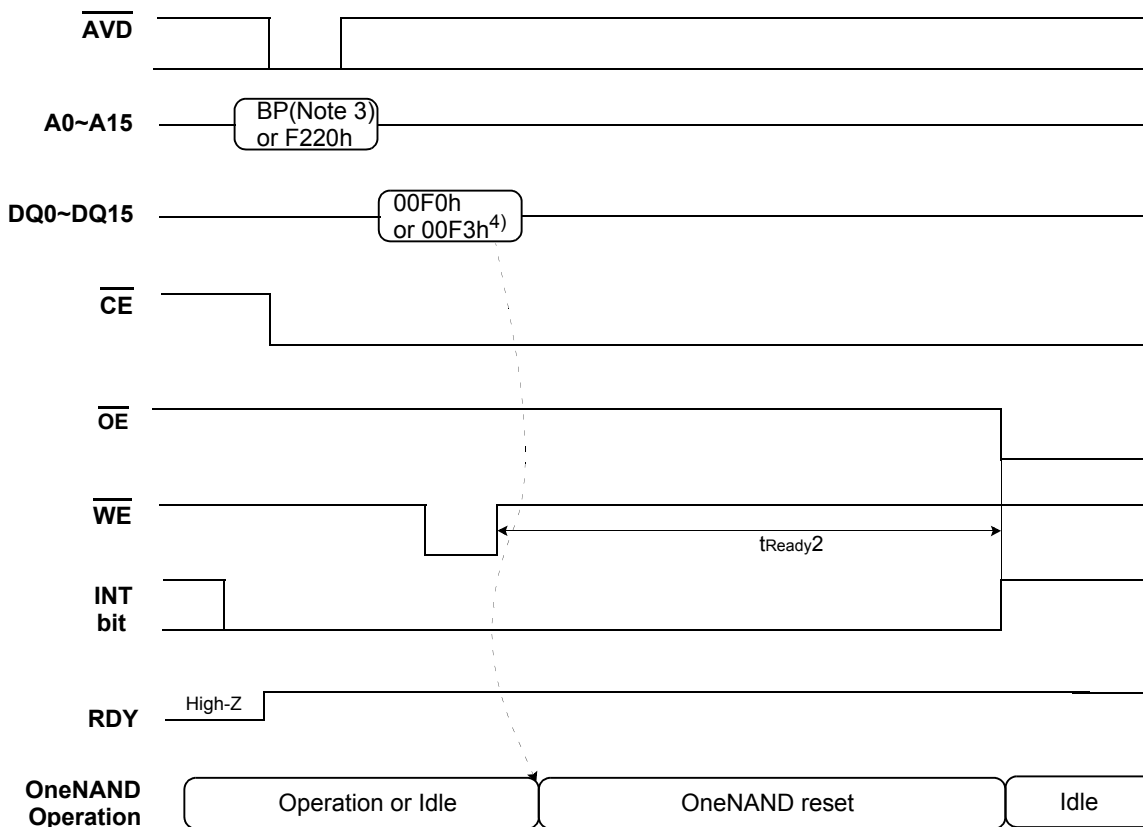 AVD
A0~A15
BP(Note 3)
or F220h
DQ0~DQ15
00F0h
or 00F3h4)
CE
OE
WE
tReady2
INT
bit
High-Z
RDY
OneNAND
Operation
Operation or Idle
OneNAND reset
Idle